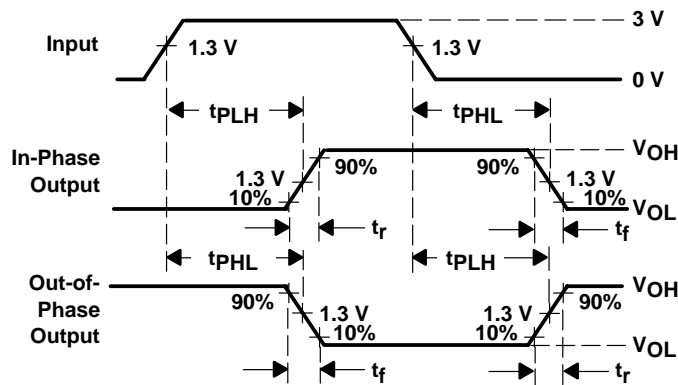 3 V
Input
1.3 V
1.3 V
0 V
tPLH
tPHL
In-Phase
Output
VOH
90%
90%
1.3 V
1.3 V
10%
10%
VOL
tr
tf
tPHL
tPLH
Out-of-
Phase
Output
VOH
90%
90%
1.3 V
1.3 V
10%
10%
VOL
tf
tr